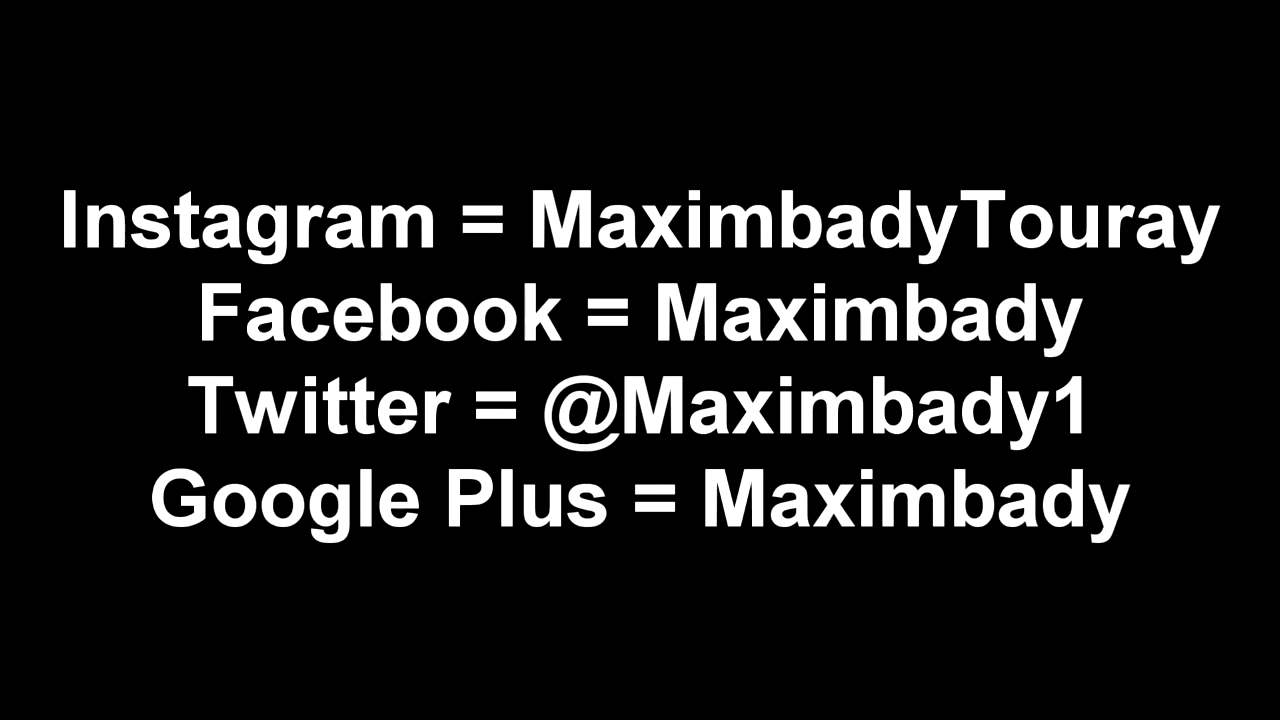 Instagram = MaximbadyTouray
Facebook = Maximbady
Twitter = @Maximbady1
Google Plus = Maximbady